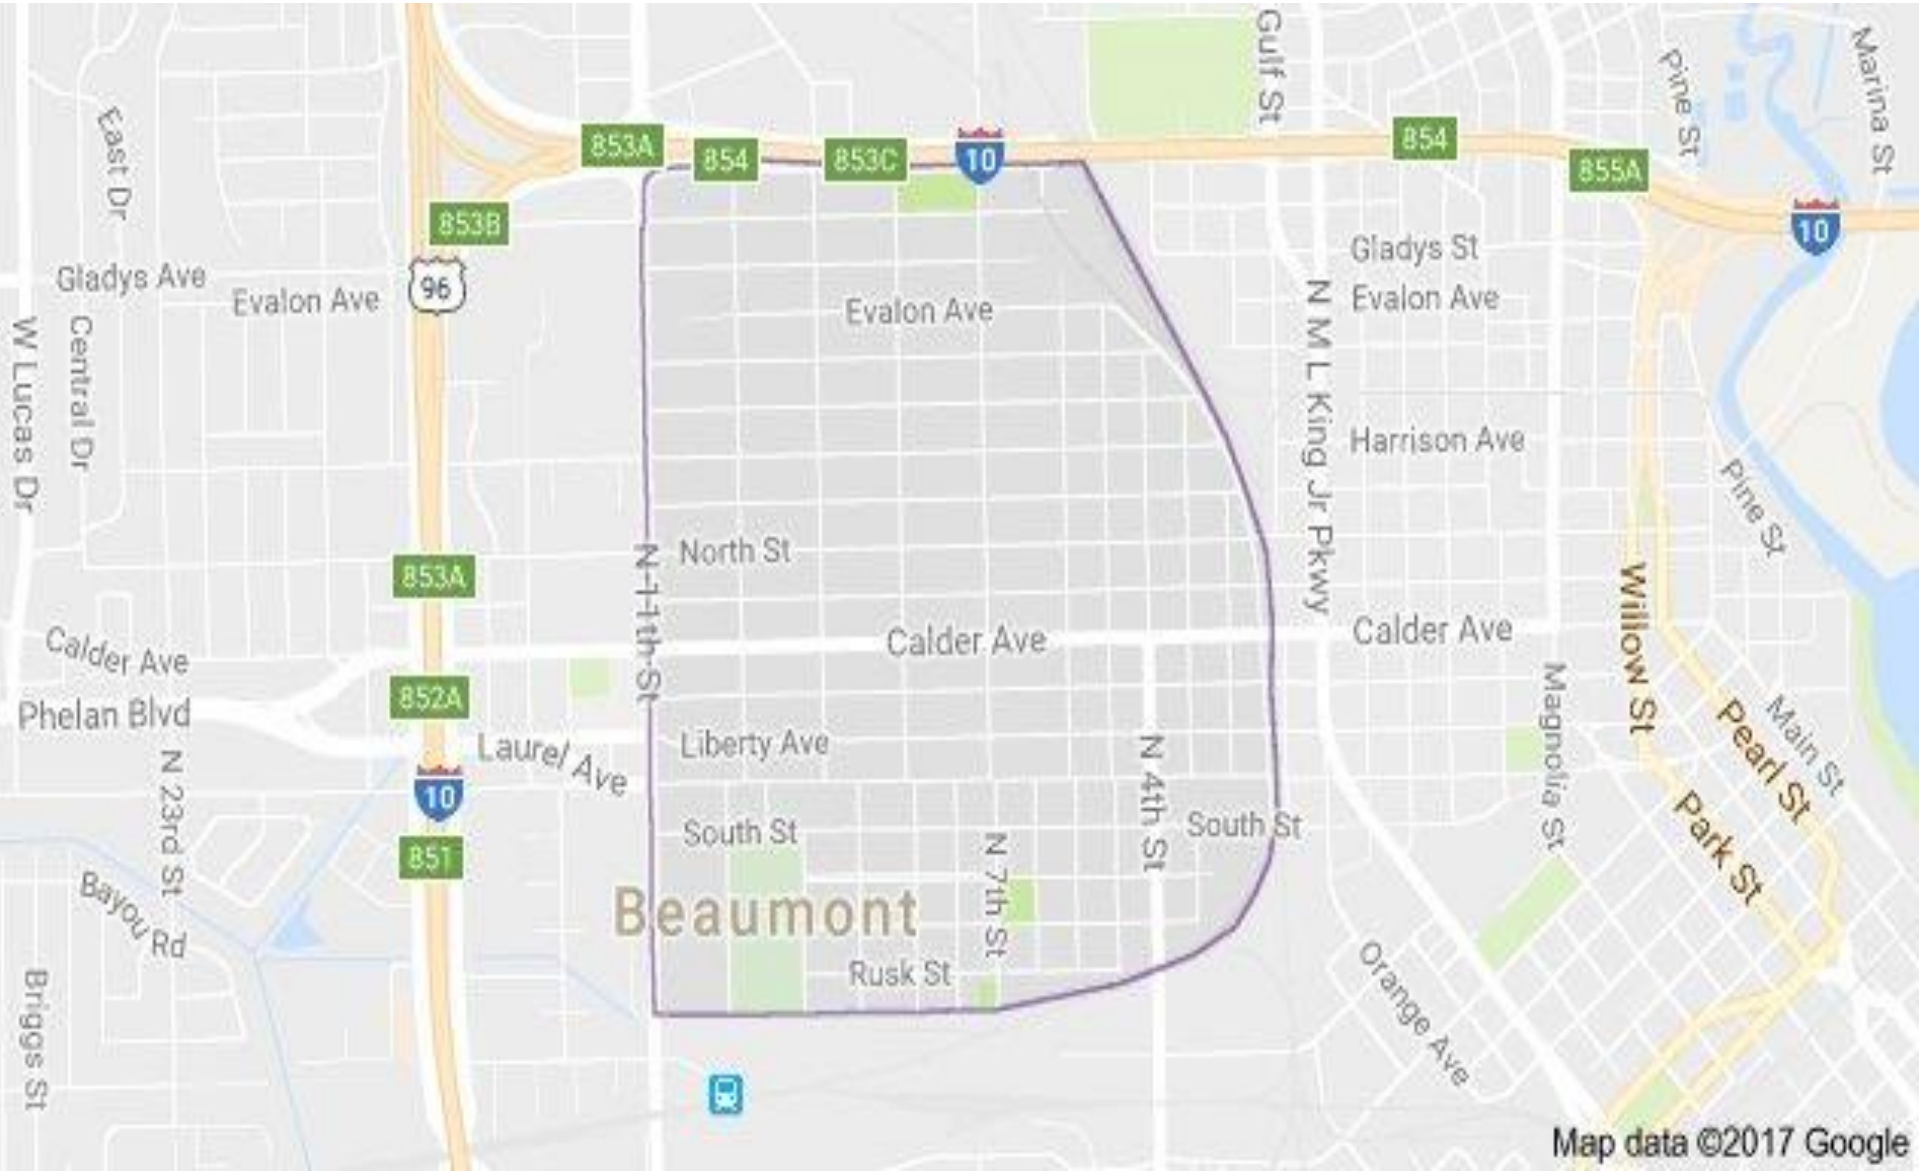 Gulf St
Pine St
Marina St
East Dr
853A
854
853C
10
854
855A
853B
10
Gladys Ave
Evalon Ave
96
Evalon Ave
Gladys St
Evalon Ave
W Lucas Dr
Central Dr
N M L King Jr Pkwy
Harrison Ave
Pine St
North St
853A
N 11th St
Willow St
Calder Ave
Calder Ave
Calder Ave
852A
Phelan Blvd
Laurel Ave
Liberty Ave
Magnolia St
Pearl St
Main St
N 23rd St
10
N 4th St
South St
South St
Park St
851
N 7th St
Bayou Rd
Beaumont
Rusk St
Briggs St
Orange Ave
Map data ©2017 Google